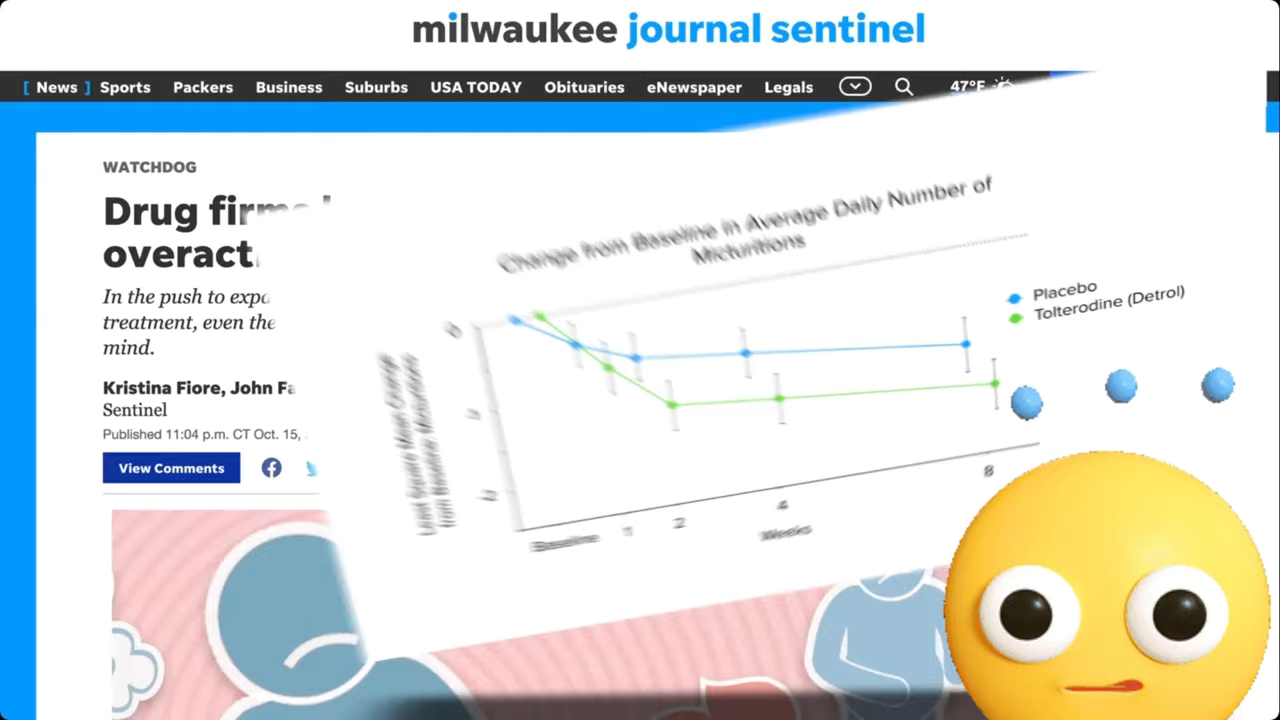 milwaukee journal sentinel
[ News ] Sports Packers Business Suburbs USA TODAY Obituaries eNewspaper Legals 47°F
WATCHDOG
Drug
overact
In the push to
treatment, even the
mind.
Kristina Fiore, John
Sentinel
Published 11:04 p.m. CT Oct. 15,
View Comments
Change from Baseline in Average Daily Number of
Micturitions
Placebo
Tolterodine (Detrol)
Baseline 1 2 4 8
Weeks